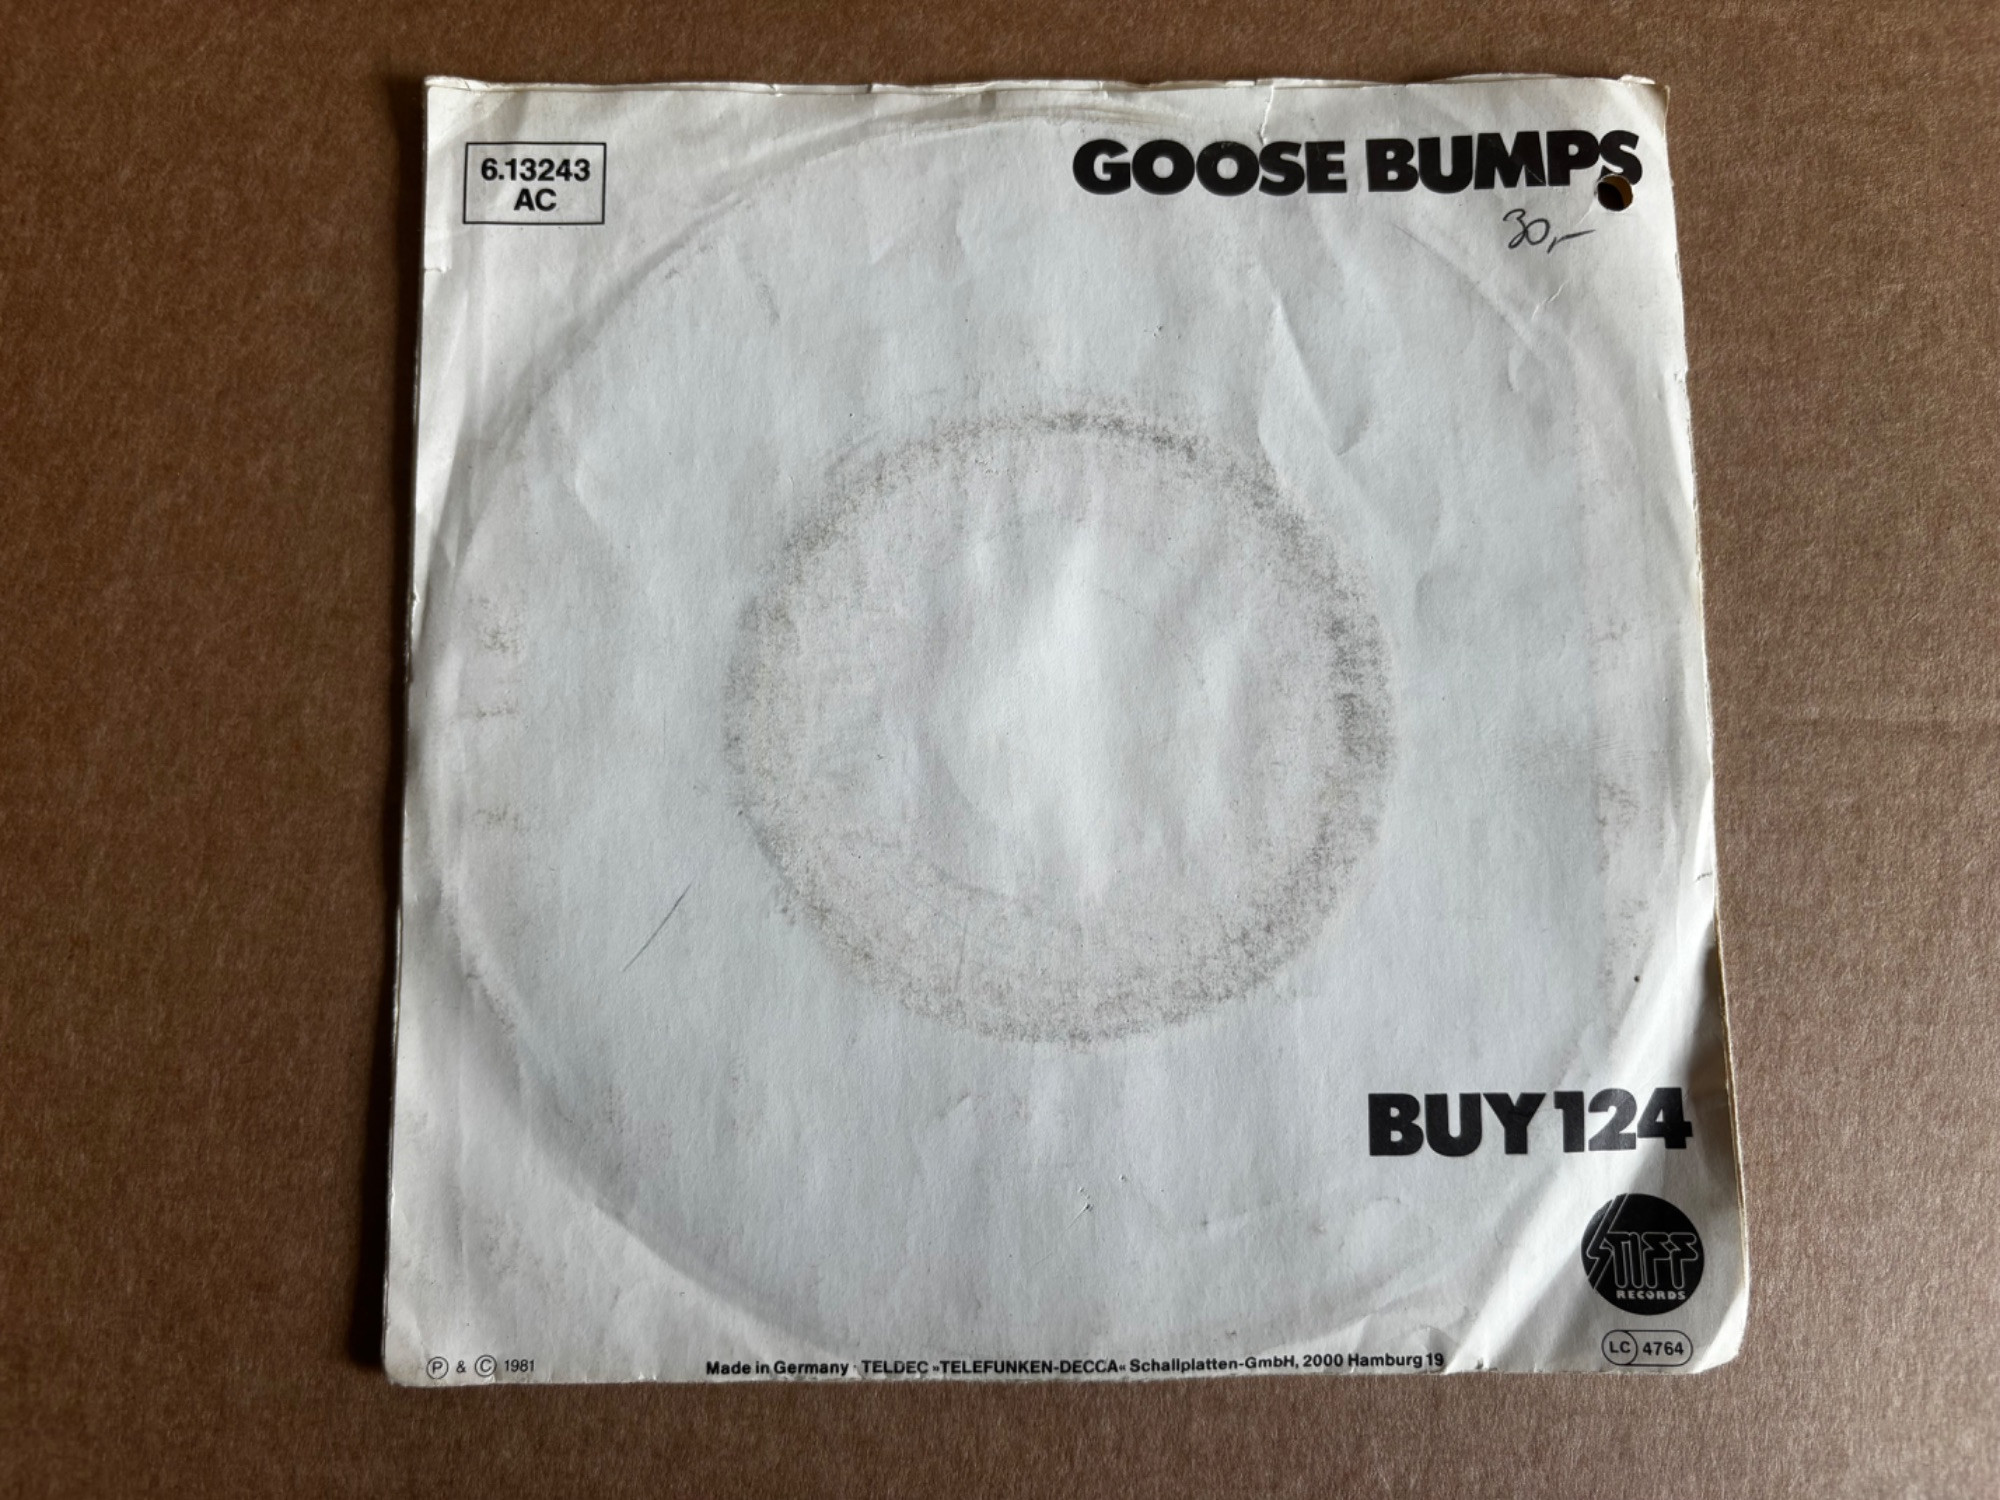 6.13243
AC
GOOSE BUMPS
30,-
BUY 124
STIFF
RECORDS
LC 4764
Ⓟ & Ⓒ 1981
Made in Germany · TELDEC »TELEFUNKEN-DECCA« Schallplatten-GmbH, 2000 Hamburg 19